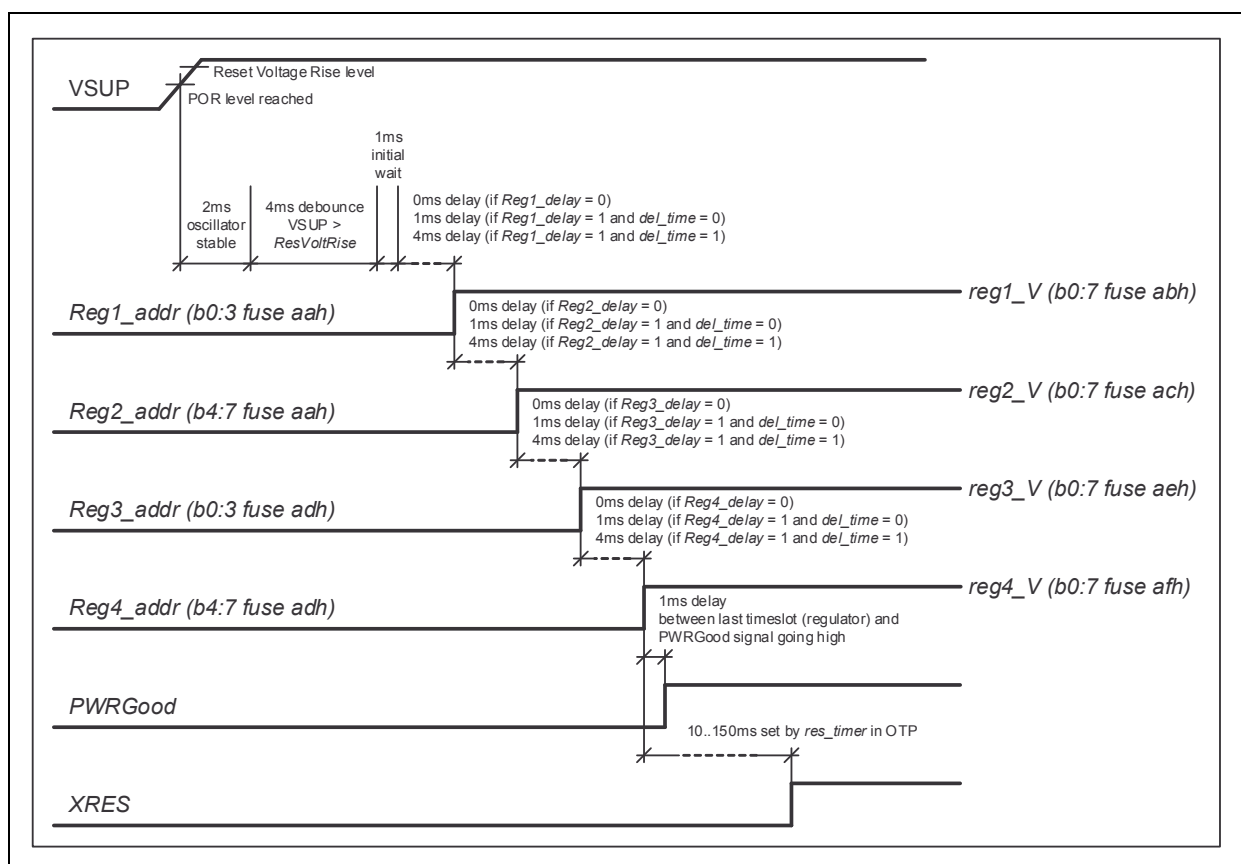 VSUP
Reset Voltage Rise level
POR level reached
1ms
initial
wait
2ms
oscillator
stable
4ms debounce
VSUP >
ResVoltRise
0ms delay (if Reg1_delay = 0)
1ms delay (if Reg1_delay = 1 and del_time = 0)
4ms delay (if Reg1_delay = 1 and del_time = 1)
Reg1_addr (b0:3 fuse aah)
reg1_V (b0:7 fuse abh)
0ms delay (if Reg2_delay = 0)
1ms delay (if Reg2_delay = 1 and del_time = 0)
4ms delay (if Reg2_delay = 1 and del_time = 1)
Reg2_addr (b4:7 fuse aah)
reg2_V (b0:7 fuse ach)
0ms delay (if Reg3_delay = 0)
1ms delay (if Reg3_delay = 1 and del_time = 0)
4ms delay (if Reg3_delay = 1 and del_time = 1)
Reg3_addr (b0:3 fuse adh)
reg3_V (b0:7 fuse aeh)
0ms delay (if Reg4_delay = 0)
1ms delay (if Reg4_delay = 1 and del_time = 0)
4ms delay (if Reg4_delay = 1 and del_time = 1)
Reg4_addr (b4:7 fuse adh)
reg4_V (b0:7 fuse afh)
1ms delay
between last timeslot (regulator) and
PWRGood signal going high
PWRGood
10..150ms set by res_timer in OTP
XRES